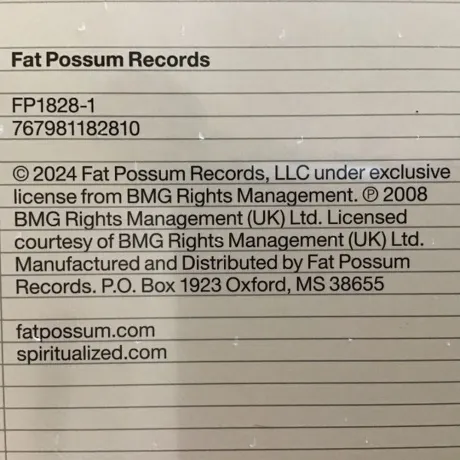 Fat Possum Records
FP1828-1
767981182810
© 2024 Fat Possum Records, LLC under exclusive
license from BMG Rights Management. ℗ 2008
BMG Rights Management (UK) Ltd. Licensed
courtesy of BMG Rights Management (UK) Ltd.
Manufactured and Distributed by Fat Possum
Records. P.O. Box 1923 Oxford, MS 38655
fatpossum.com
spiritualized.com